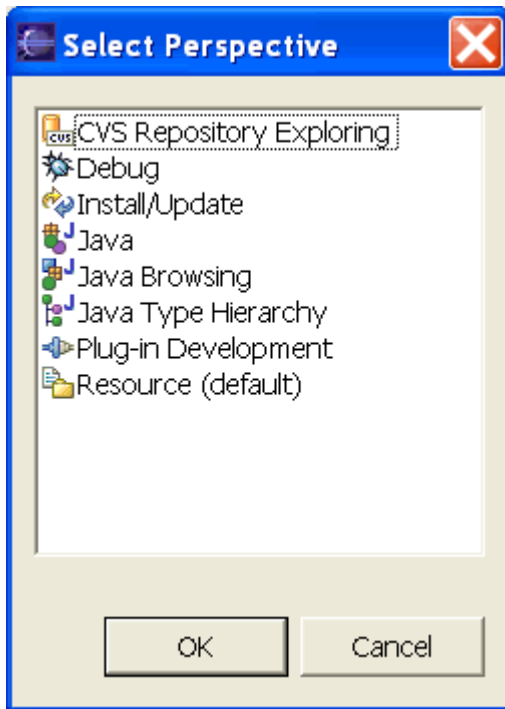 Select Perspective
CVS Repository Exploring
Debug
Install/Update
Java
Java Browsing
Java Type Hierarchy
Plug-in Development
Resource (default)
OK Cancel